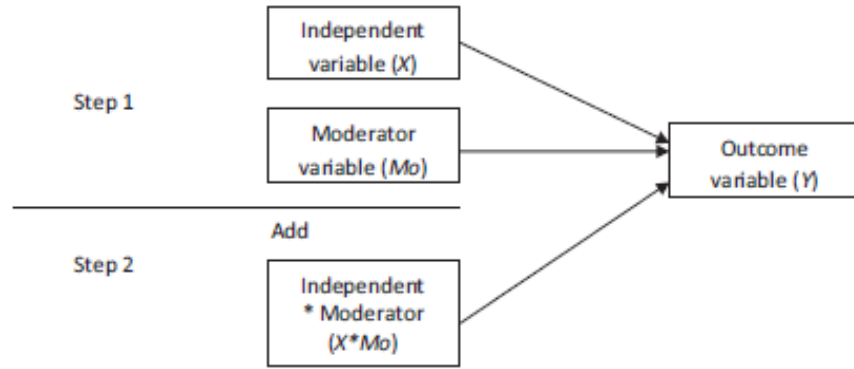 Independent
variable (X)
Step 1
Moderator
variable (Mo)
Outcome
variable (Y)
Add
Step 2
Independent
* Moderator
(X*Mo)